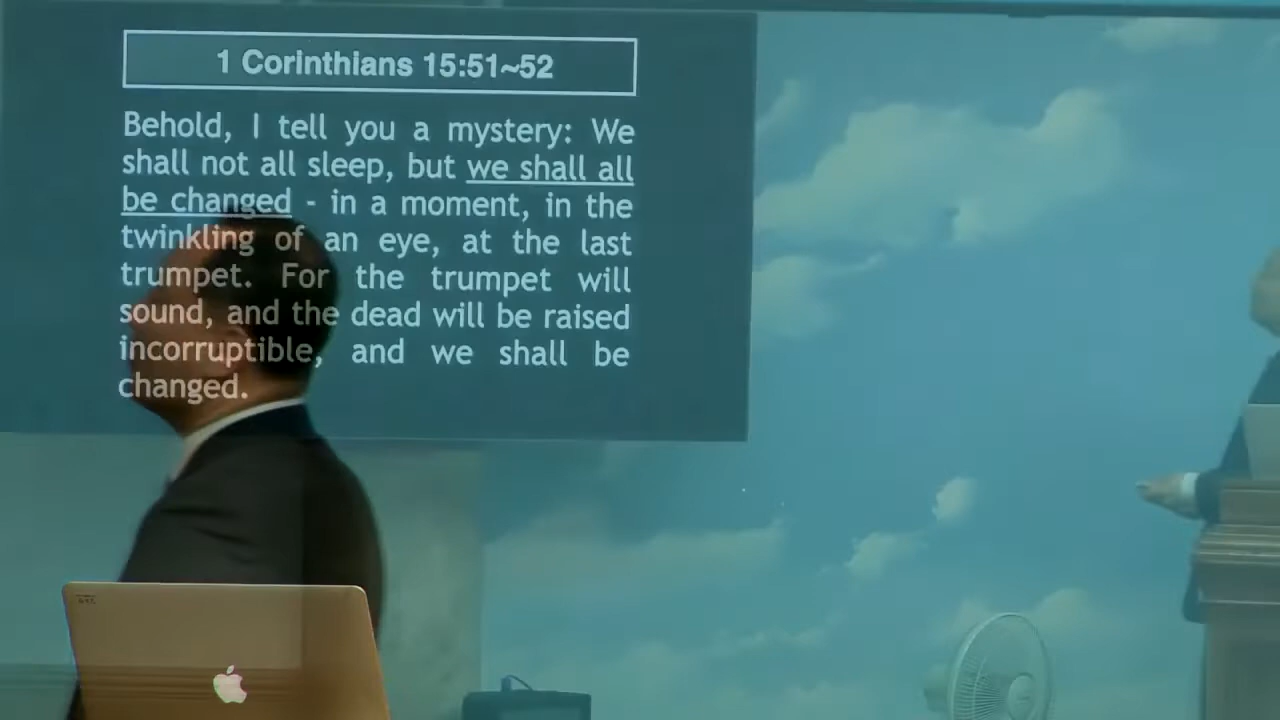 1 Corinthians 15:51~52
Behold, I tell you a mystery: We
shall not all sleep, but we shall all
be changed - in a moment, in the
twinkling of an eye, at the last
trumpet. For the trumpet will
sound, and the dead will be raised
incorruptible, and we shall be
changed.